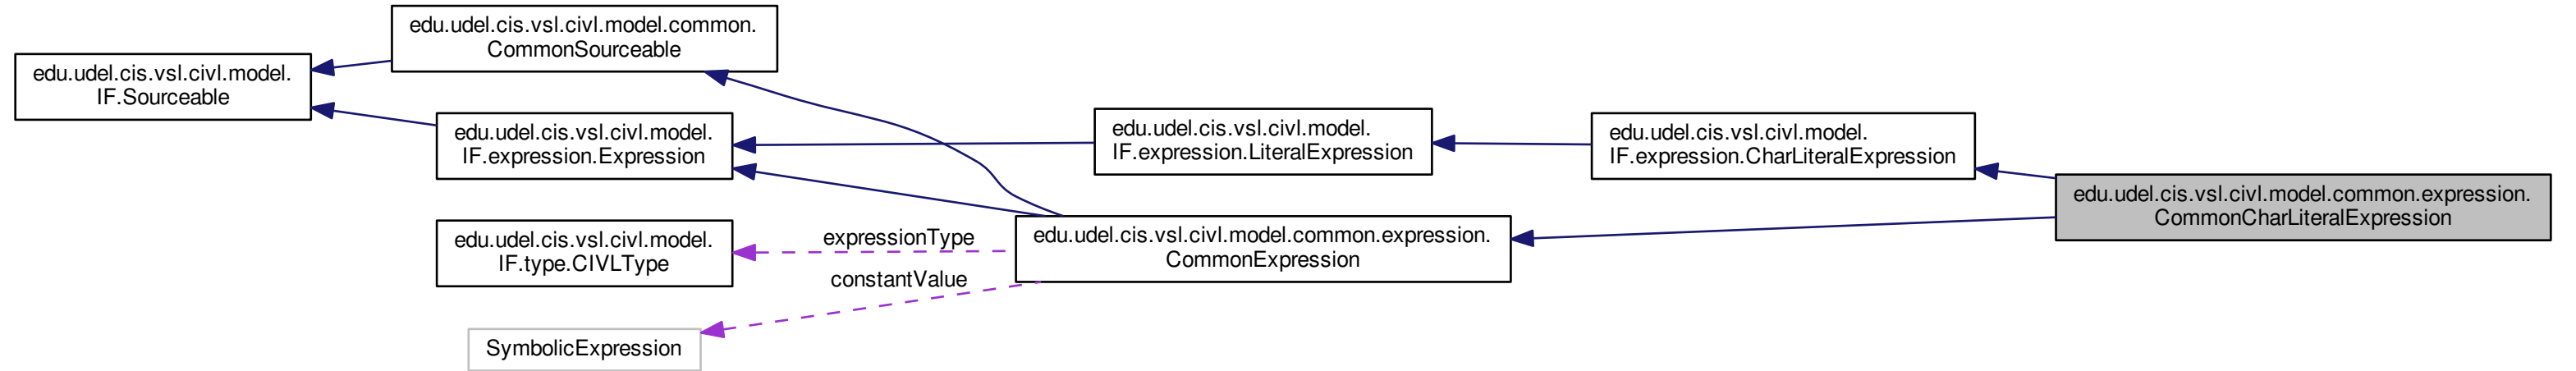 edu.udel.cis.vsl.civl.model.common.
CommonSourceable
edu.udel.cis.vsl.civl.model.
IF.Sourceable
edu.udel.cis.vsl.civl.model.
IF.expression.Expression
edu.udel.cis.vsl.civl.model.
IF.expression.LiteralExpression
edu.udel.cis.vsl.civl.model.
IF.expression.CharLiteralExpression
edu.udel.cis.vsl.civl.model.common.expression.
CommonCharLiteralExpression
edu.udel.cis.vsl.civl.model.
IF.type.CIVLType
expressionType
constantValue
edu.udel.cis.vsl.civl.model.common.expression.
CommonExpression
SymbolicExpression